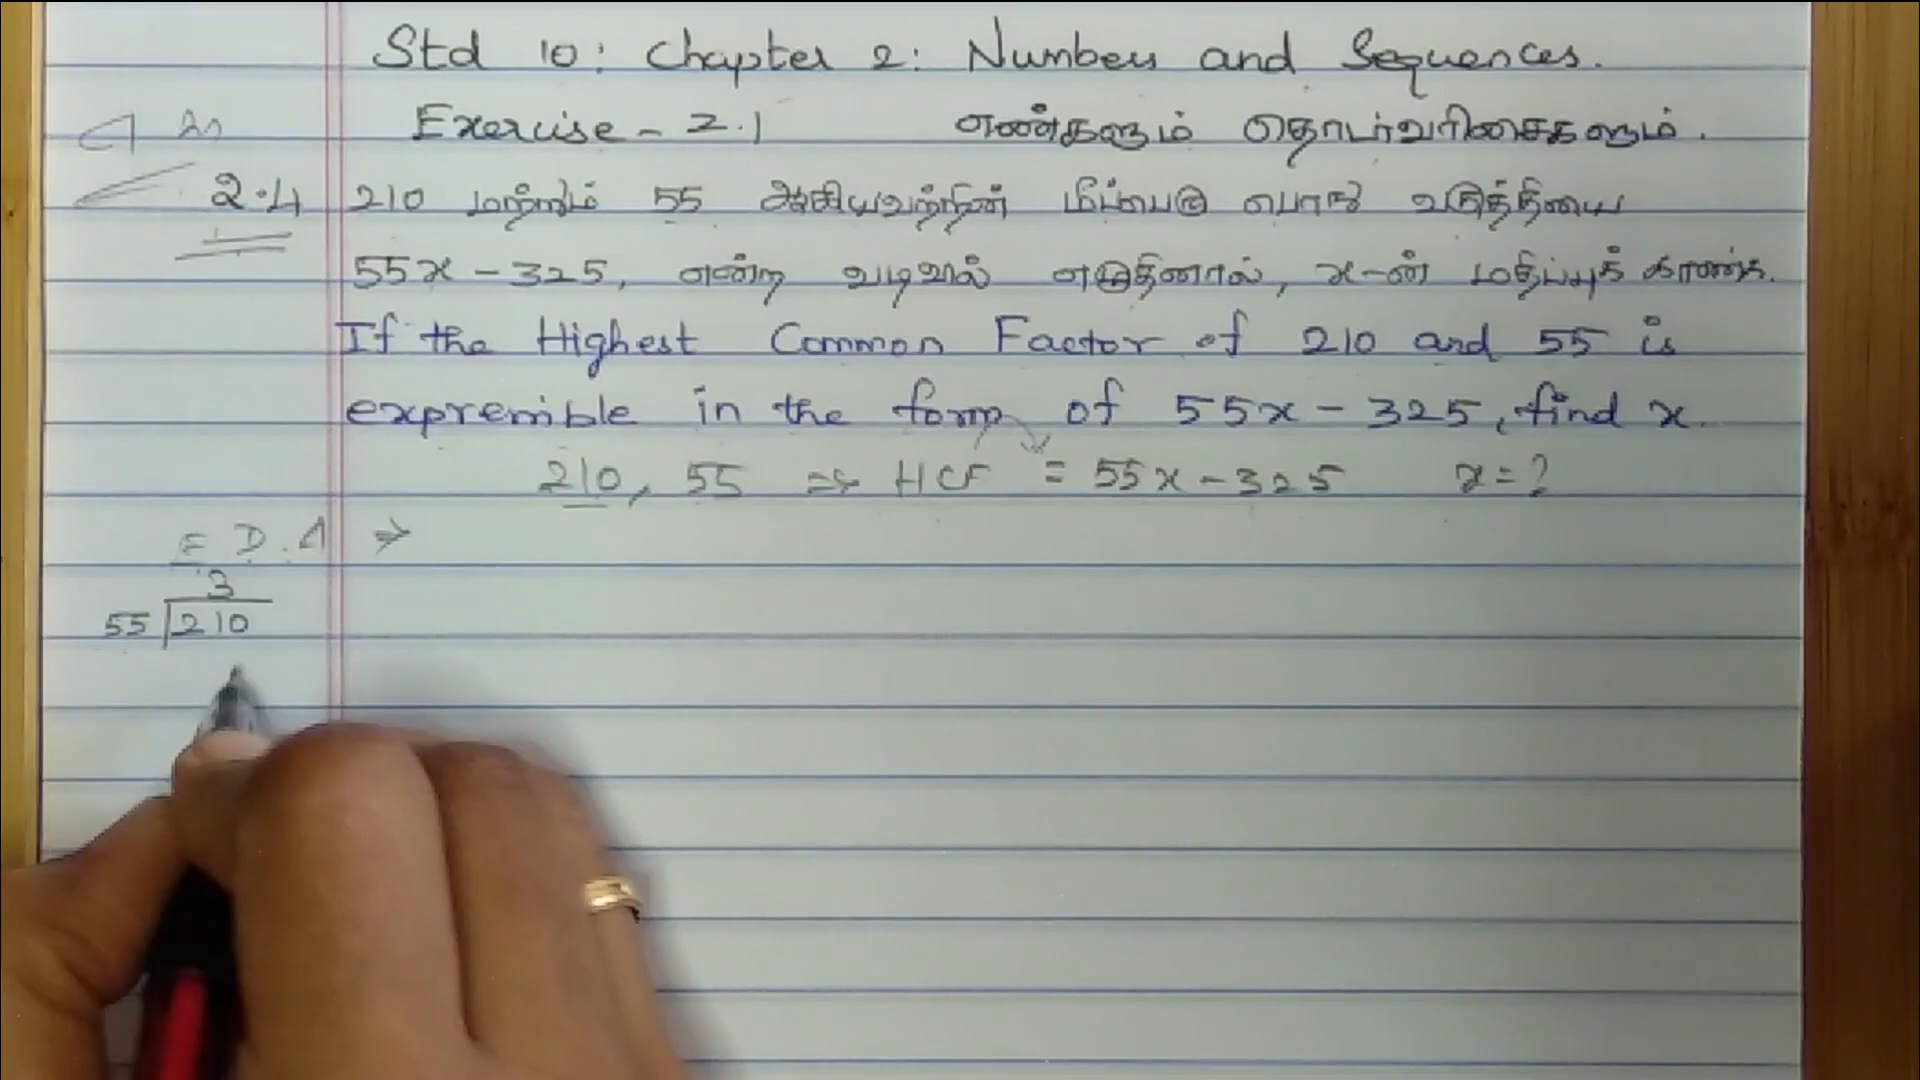 Std 10: Chapter 2: Numbers and Sequences.
Exercise - 2.1 எண்களும் தொடர்வரிசைகளும்.
2.4 210 மற்றும் 55 ஆகியவற்றின் மீப்பெரு பொது வகுத்தியை
55x - 325, என்ற வடிவில் எழுதினால், x-ன் மதிப்புக் காண்க.
If the Highest Common Factor of 210 and 55 is
expressible in the form of 55x - 325, find x.
210, 55 ⇒ HCF = 55x - 325 x = ?
E.D.A ⇒
3
55 210